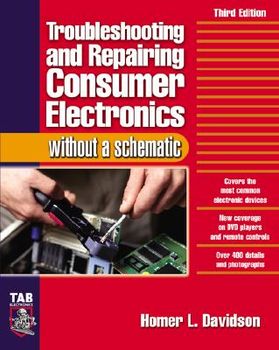 Third Edition
Troubleshooting
and Repairing
Consumer
Electronics
without a schematic
Covers the
most common
electronic devices
New coverage
on DVD players
and remote controls
Over 400 details
and photographs
TAB
ELECTRONICS
Homer L. Davidson